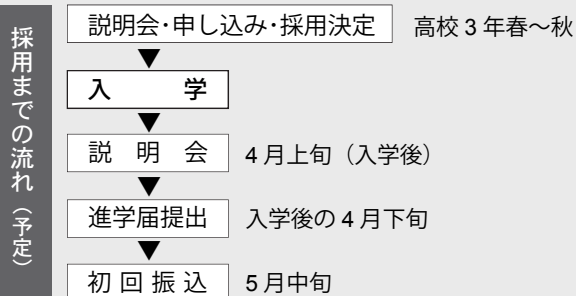 採用までの流れ（予定）
説明会・申し込み・採用決定 高校3年春～秋
入学
説明会 4月上旬（入学後）
進学届提出 入学後の4月下旬
初回振込 5月中旬